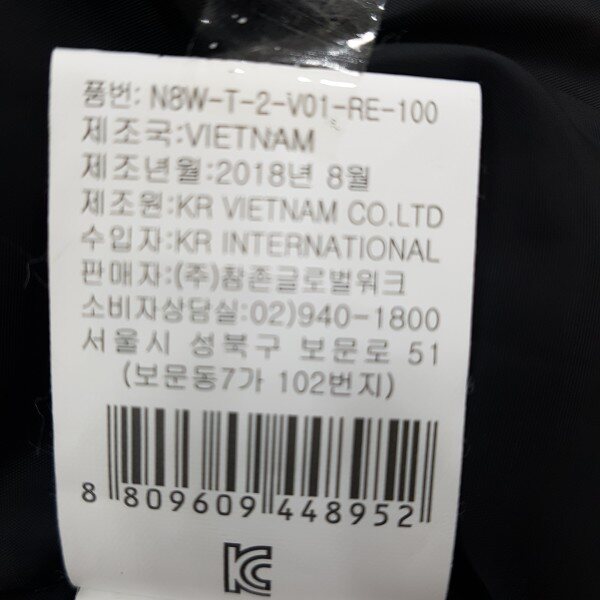 품번: N8W-T-2-V01-RE-100
제조국:VIETNAM
제조년월:2018년 8월
제조원:KR VIETNAM CO.LTD
수입자:KR INTERNATIONAL
판매자:(주)창존글로벌워크
소비자상담실:02)940-1800
서울시 성북구 보문로 51
(보문동7가 102번지)
8 809609 448952
KC